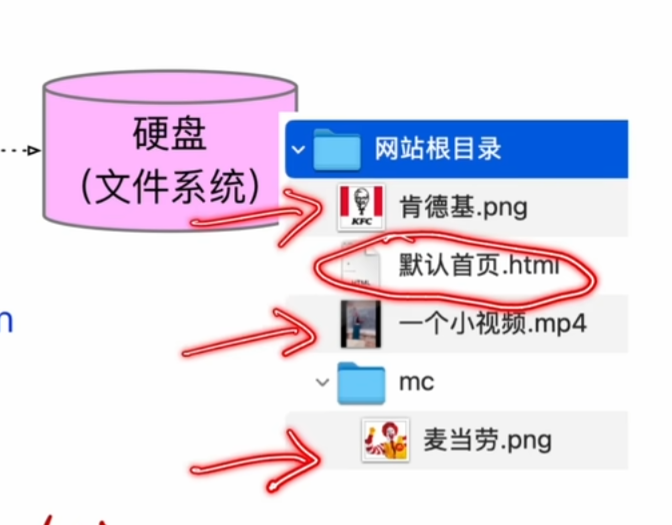 硬盘
（文件系统）
网站根目录
KFC
肯德基.png
HTML
默认首页.html
一个小视频.mp4
mc
麦当劳.png
n